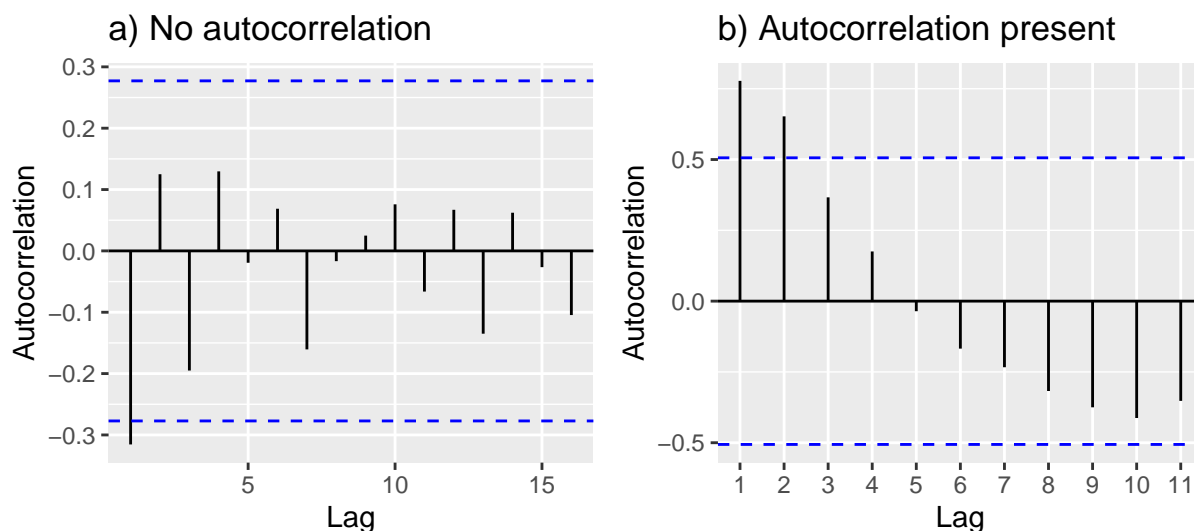 a) No autocorrelation
0.3
0.2
0.1
0.0
−0.1
−0.2
−0.3
Autocorrelation
5 10 15
Lag
b) Autocorrelation present
0.5
0.0
−0.5
Autocorrelation
1 2 3 4 5 6 7 8 9 10 11
Lag